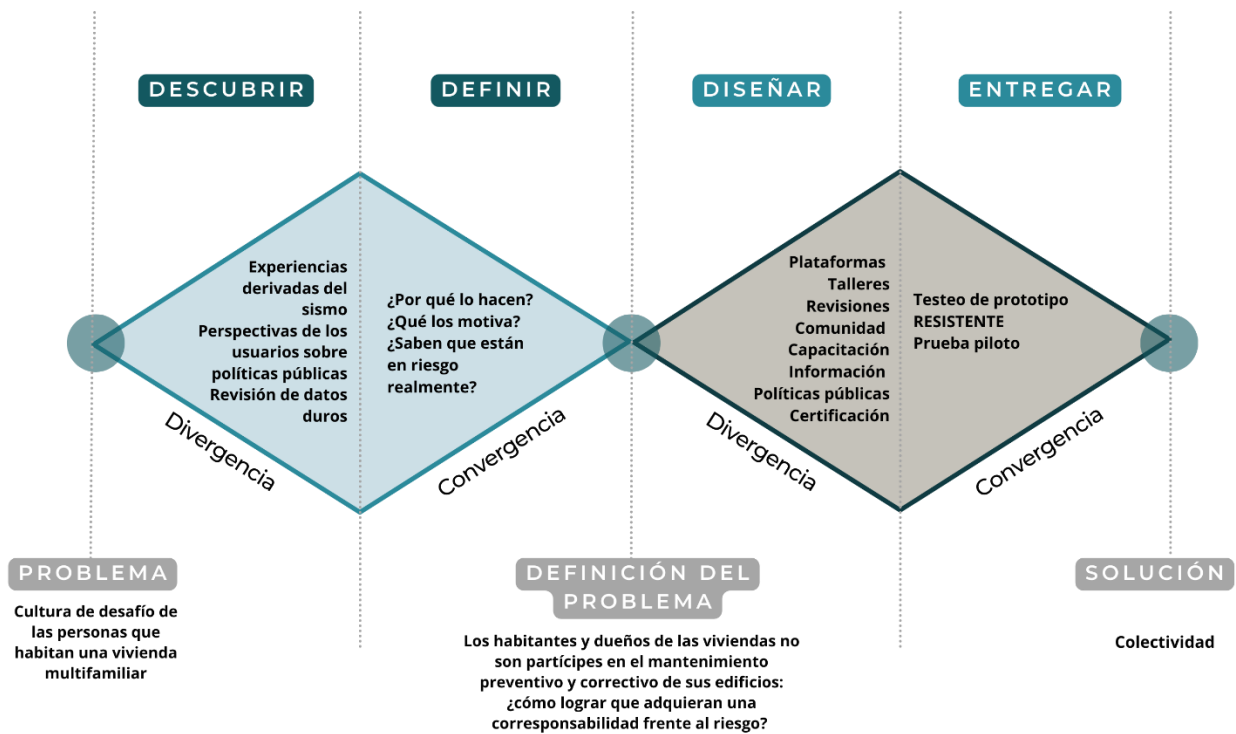 DESCUBRIR
DEFINIR
DISEÑAR
ENTREGAR
Experiencias
derivadas del
sismo
Perspectivas de los
usuarios sobre
políticas públicas
Revisión de datos
duros
¿Por qué lo hacen?
¿Qué los motiva?
¿Saben que están
en riesgo
realmente?
Plataformas
Talleres
Revisiones
Comunidad
Capacitación
Información
Políticas públicas
Certificación
Testeo de prototipo
RESISTENTE
Prueba piloto
Divergencia
Convergencia
Divergencia
Convergencia
PROBLEMA
Cultura de desafío de
las personas que
habitan una vivienda
multifamiliar
DEFINICIÓN DEL
PROBLEMA
Los habitantes y dueños de las viviendas no
son partícipes en el mantenimiento
preventivo y correctivo de sus edificios:
¿cómo lograr que adquieran una
corresponsabilidad frente al riesgo?
SOLUCIÓN
Colectividad